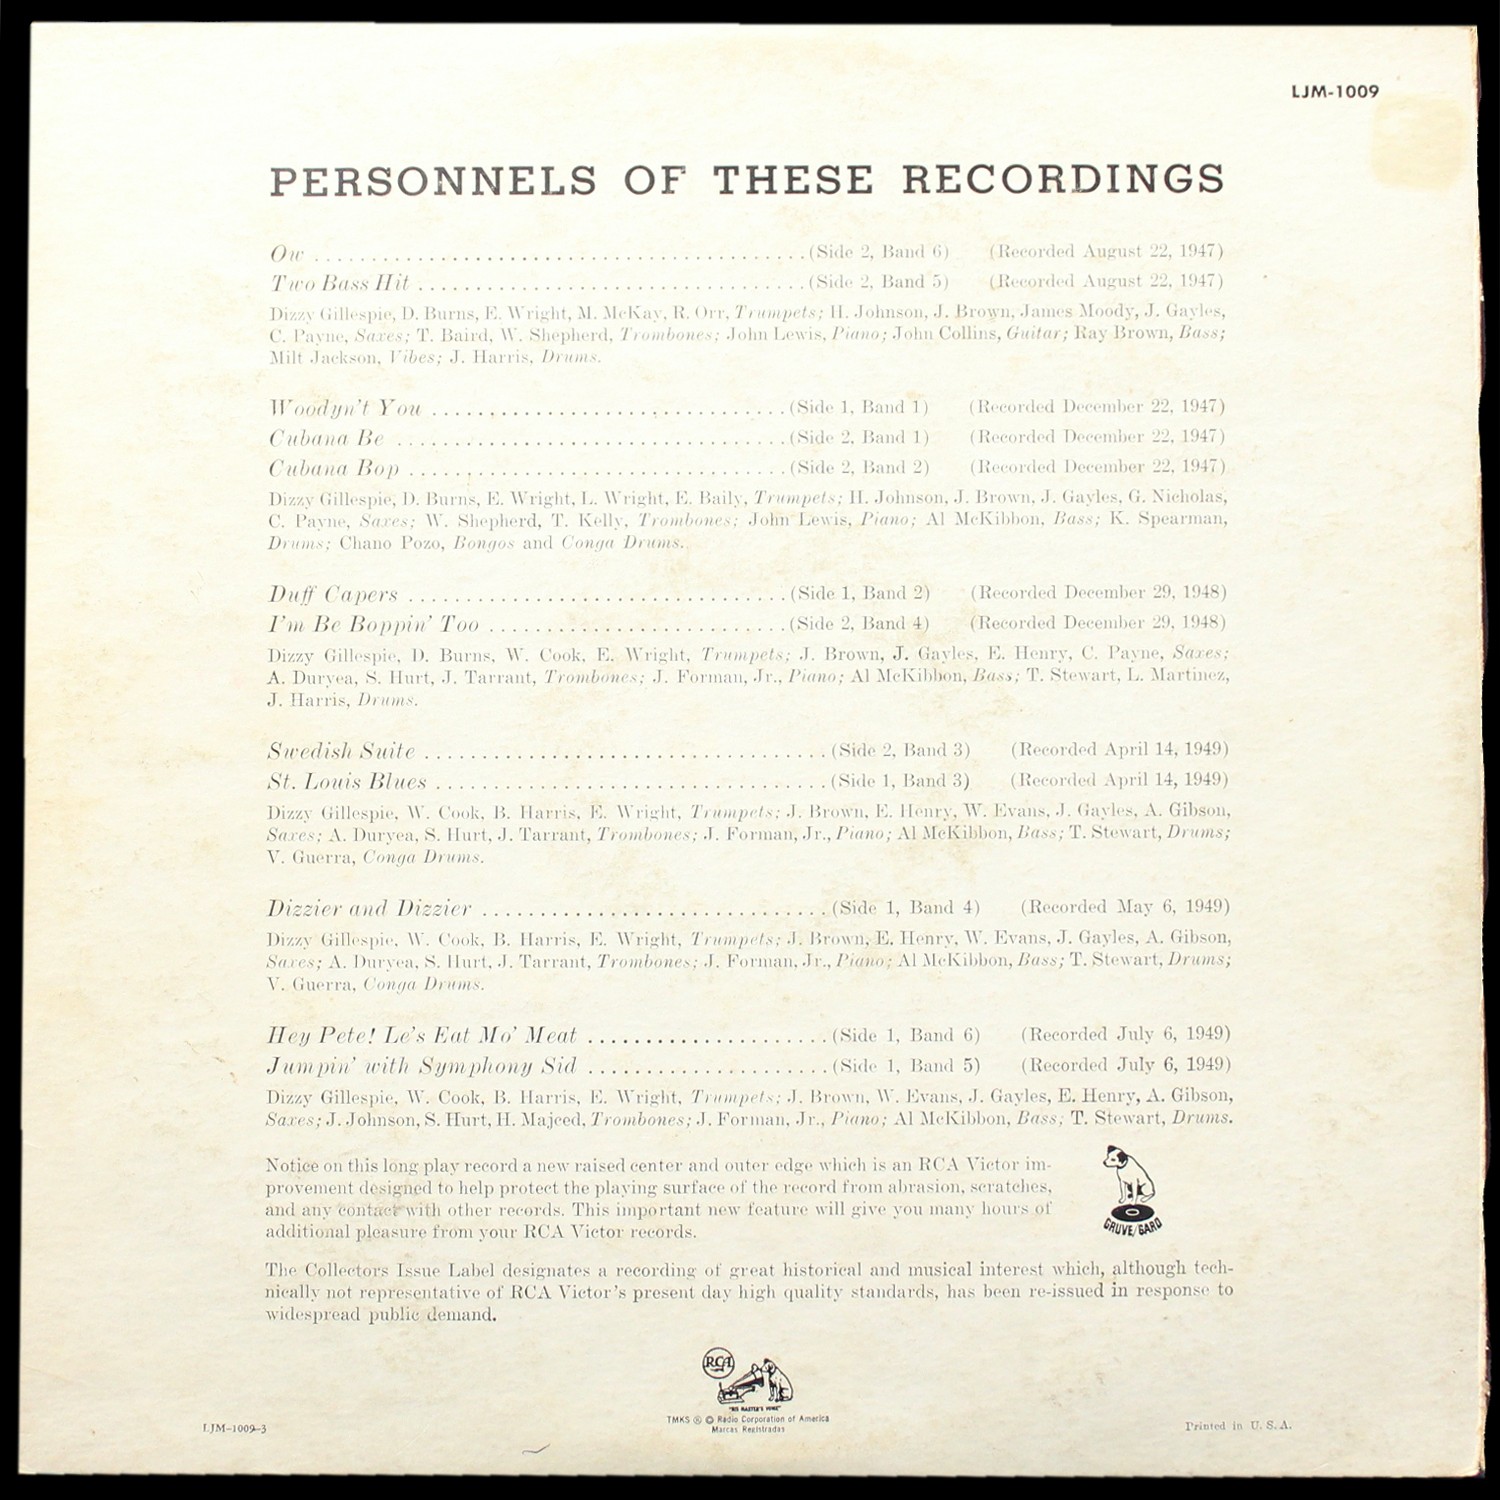 LJM-1009
PERSONNELS OF THESE RECORDINGS
Ow ............................................(Side 2, Band 6) (Recorded August 22, 1947)
Two Bass Hit ..................................(Side 2, Band 5) (Recorded August 22, 1947)
Dizzy Gillespie, D. Burns, E. Wright, M. McKay, R. Orr, Trumpets; H. Johnson, J. Brown, James Moody, J. Gayles,
C. Payne, Saxes; T. Baird, W. Shepherd, Trombones; John Lewis, Piano; John Collins, Guitar; Ray Brown, Bass;
Milt Jackson, Vibes; J. Harris, Drums.
Woodyn't You ...............................(Side 1, Band 1) (Recorded December 22, 1947)
Cubana Be ..................................(Side 2, Band 1) (Recorded December 22, 1947)
Cubana Bop .................................(Side 2, Band 2) (Recorded December 22, 1947)
Dizzy Gillespie, D. Burns, E. Wright, L. Wright, E. Baily, Trumpets; H. Johnson, J. Brown, J. Gayles, G. Nicholas,
C. Payne, Saxes; W. Shepherd, T. Kelly, Trombones; John Lewis, Piano; Al McKibbon, Bass; K. Spearman,
Drums; Chano Pozo, Bongos and Conga Drums.
Duff Capers .................................(Side 1, Band 2) (Recorded December 29, 1948)
I'm Be Boppin' Too ..........................(Side 2, Band 4) (Recorded December 29, 1948)
Dizzy Gillespie, D. Burns, W. Cook, E. Wright, Trumpets; J. Brown, J. Gayles, E. Henry, C. Payne, Saxes;
A. Duryea, S. Hurt, J. Tarrant, Trombones; J. Forman, Jr., Piano; Al McKibbon, Bass; T. Stewart, L. Martinez,
J. Harris, Drums.
Swedish Suite ...................................(Side 2, Band 3) (Recorded April 14, 1949)
St. Louis Blues ..................................(Side 1, Band 3) (Recorded April 14, 1949)
Dizzy Gillespie, W. Cook, B. Harris, E. Wright, Trumpets; J. Brown, E. Henry, W. Evans, J. Gayles, A. Gibson,
Saxes; A. Duryea, S. Hurt, J. Tarrant, Trombones; J. Forman, Jr., Piano; Al McKibbon, Bass; T. Stewart, Drums;
V. Guerra, Conga Drums.
Dizzier and Dizzier ..............................(Side 1, Band 4) (Recorded May 6, 1949)
Dizzy Gillespie, W. Cook, B. Harris, E. Wright, Trumpets; J. Brown, E. Henry, W. Evans, J. Gayles, A. Gibson,
Saxes; A. Duryea, S. Hurt, J. Tarrant, Trombones; J. Forman, Jr., Piano; Al McKibbon, Bass; T. Stewart, Drums;
V. Guerra, Conga Drums.
Hey Pete! Le's Eat Mo' Meat .....................(Side 1, Band 6) (Recorded July 6, 1949)
Jumpin' with Symphony Sid .....................(Side 1, Band 5) (Recorded July 6, 1949)
Dizzy Gillespie, W. Cook, B. Harris, E. Wright, Trumpets; J. Brown, W. Evans, J. Gayles, E. Henry, A. Gibson,
Saxes; J. Johnson, S. Hurt, H. Majeed, Trombones; J. Forman, Jr., Piano; Al McKibbon, Bass; T. Stewart, Drums.
Notice on this long play record a new raised center and outer edge which is an RCA Victor im-
provement designed to help protect the playing surface of the record from abrasion, scratches,
and any contact with other records. This important new feature will give you many hours of
additional pleasure from your RCA Victor records.
GRUVE/GARD
The Collectors Issue Label designates a recording of great historical and musical interest which, although tech-
nically not representative of RCA Victor's present day high quality standards, has been re-issued in response to
widespread public demand.
RCA
"HIS MASTER'S VOICE"
TMKS ® © Radio Corporation of America
Marcas Registradas
LJM-1009-3
Printed in U. S. A.